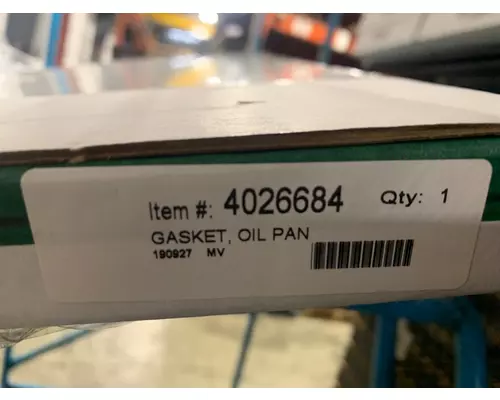 Item #: 4026684 Qty: 1
GASKET, OIL PAN
190927 MV